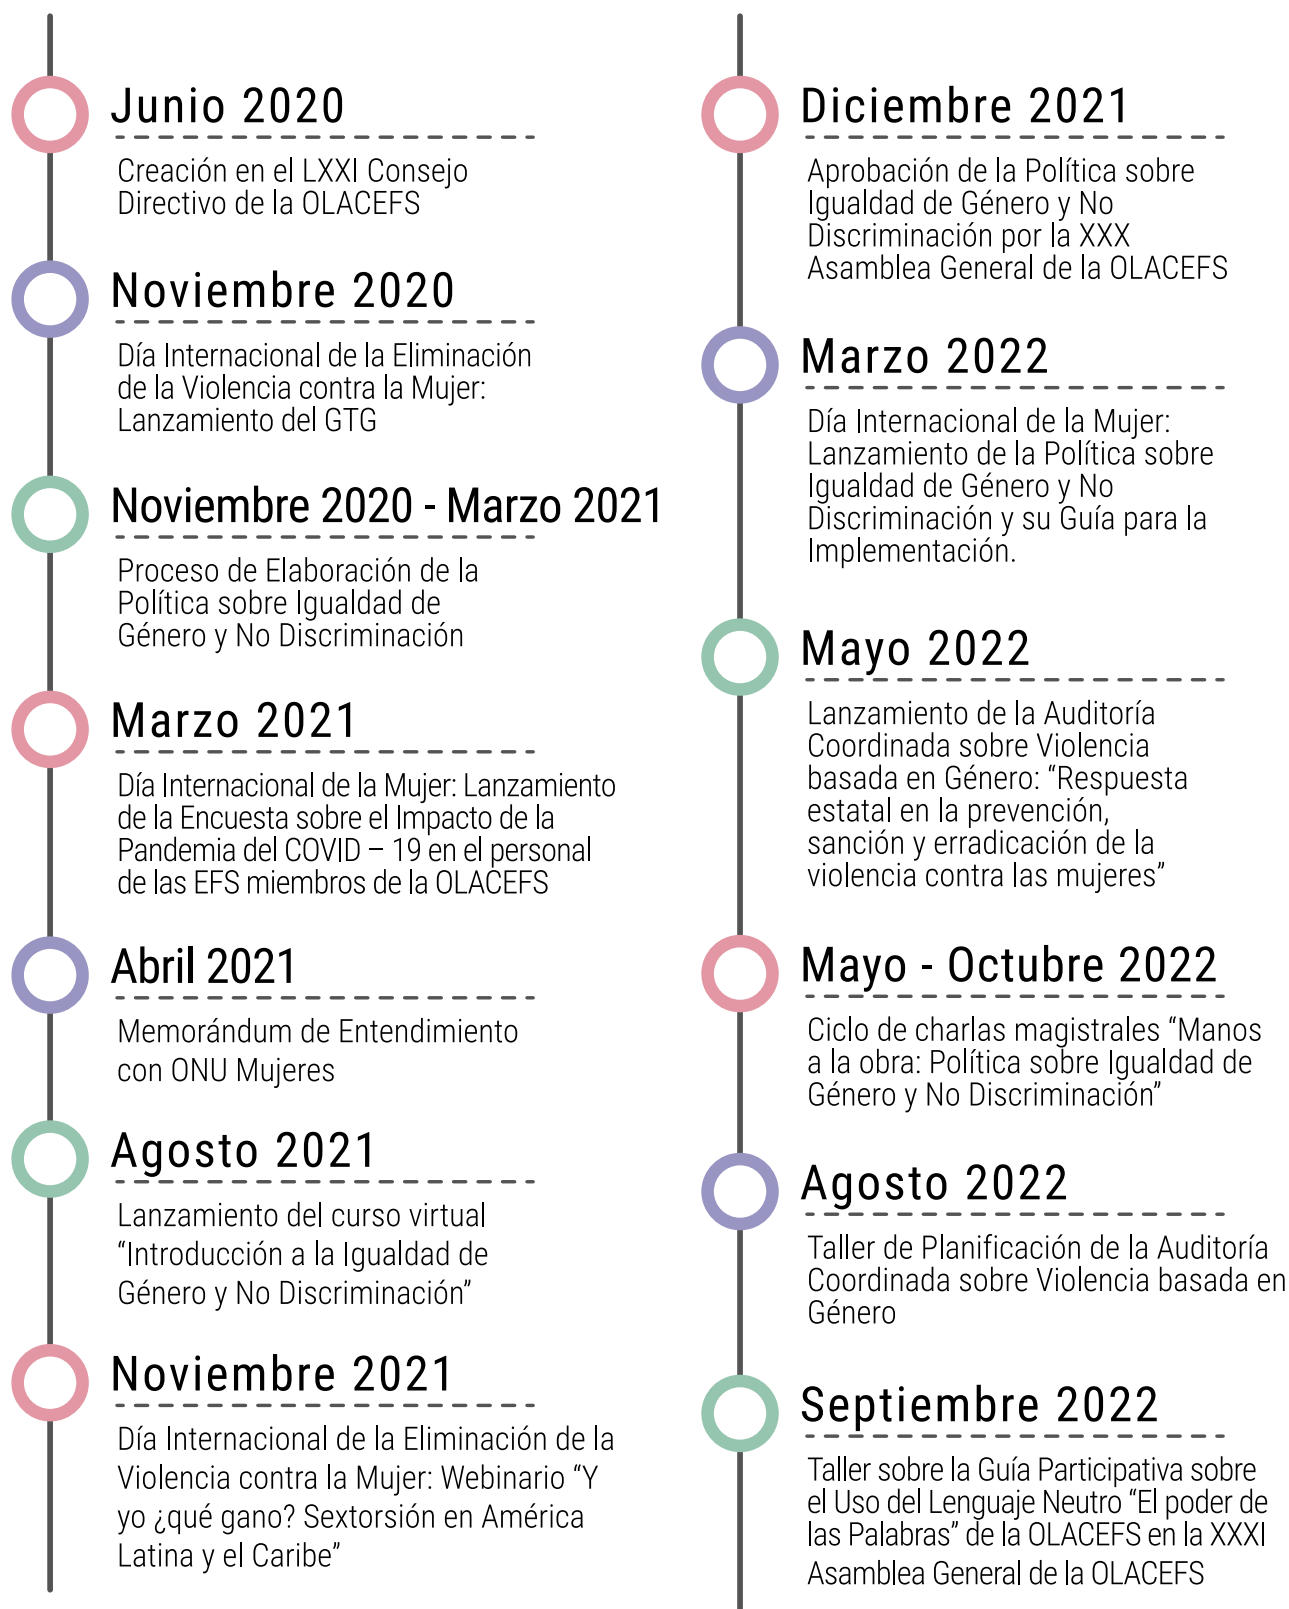 Junio 2020
Creación en el LXXI Consejo
Directivo de la OLACEFS
Noviembre 2020
Día Internacional de la Eliminación
de la Violencia contra la Mujer:
Lanzamiento del GTG
Noviembre 2020 - Marzo 2021
Proceso de Elaboración de la
Política sobre Igualdad de
Género y No Discriminación
Marzo 2021
Día Internacional de la Mujer: Lanzamiento
de la Encuesta sobre el Impacto de la
Pandemia del COVID – 19 en el personal
de las EFS miembros de la OLACEFS
Abril 2021
Memorándum de Entendimiento
con ONU Mujeres
Agosto 2021
Lanzamiento del curso virtual
“Introducción a la Igualdad de
Género y No Discriminación”
Noviembre 2021
Día Internacional de la Eliminación de la
Violencia contra la Mujer: Webinario “Y
yo ¿qué gano? Sextorsión en América
Latina y el Caribe”
Diciembre 2021
Aprobación de la Política sobre
Igualdad de Género y No
Discriminación por la XXX
Asamblea General de la OLACEFS
Marzo 2022
Día Internacional de la Mujer:
Lanzamiento de la Política sobre
Igualdad de Género y No
Discriminación y su Guía para la
Implementación.
Mayo 2022
Lanzamiento de la Auditoría
Coordinada sobre Violencia
basada en Género: “Respuesta
estatal en la prevención,
sanción y erradicación de la
violencia contra las mujeres”
Mayo - Octubre 2022
Ciclo de charlas magistrales “Manos
a la obra: Política sobre Igualdad de
Género y No Discriminación”
Agosto 2022
Taller de Planificación de la Auditoría
Coordinada sobre Violencia basada en
Género
Septiembre 2022
Taller sobre la Guía Participativa sobre
el Uso del Lenguaje Neutro “El poder de
las Palabras” de la OLACEFS en la XXXI
Asamblea General de la OLACEFS